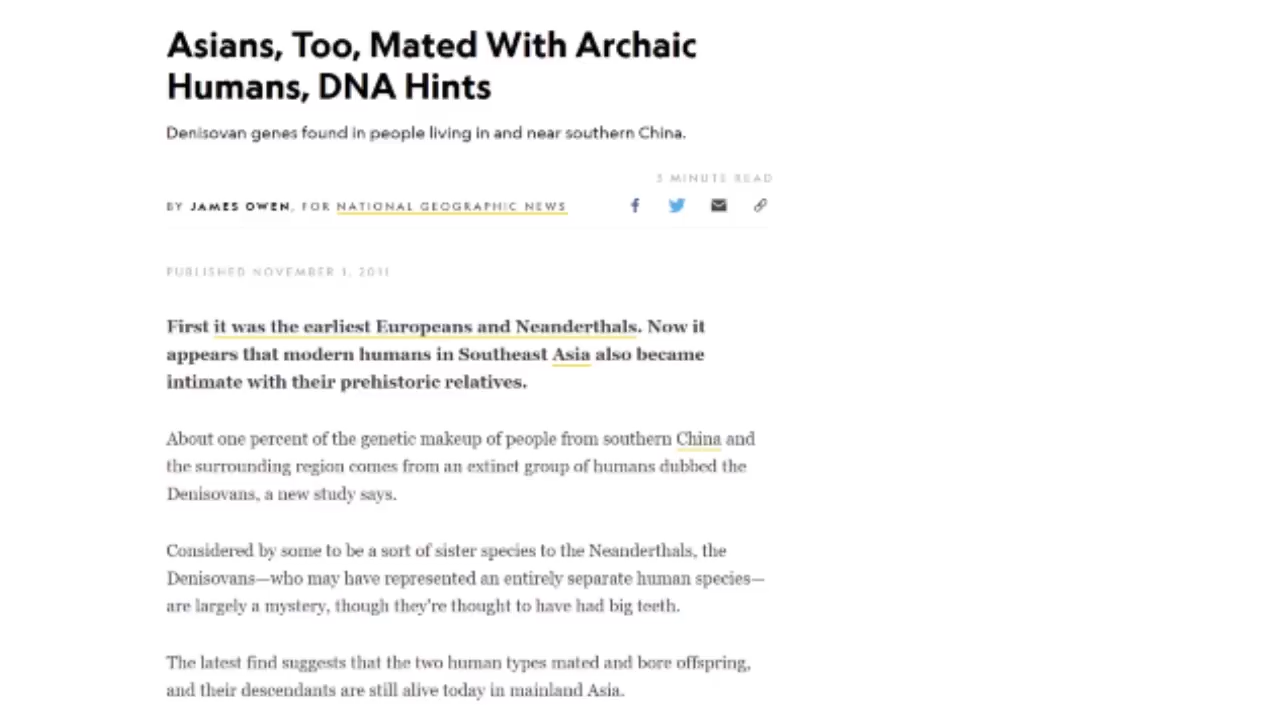 Asians, Too, Mated With Archaic
Humans, DNA Hints
Denisovan genes found in people living in and near southern China.
3 MINUTE READ
BY JAMES OWEN, FOR NATIONAL GEOGRAPHIC NEWS
PUBLISHED NOVEMBER 1, 2011
First it was the earliest Europeans and Neanderthals. Now it
appears that modern humans in Southeast Asia also became
intimate with their prehistoric relatives.
About one percent of the genetic makeup of people from southern China and
the surrounding region comes from an extinct group of humans dubbed the
Denisovans, a new study says.
Considered by some to be a sort of sister species to the Neanderthals, the
Denisovans—who may have represented an entirely separate human species—
are largely a mystery, though they're thought to have had big teeth.
The latest find suggests that the two human types mated and bore offspring,
and their descendants are still alive today in mainland Asia.